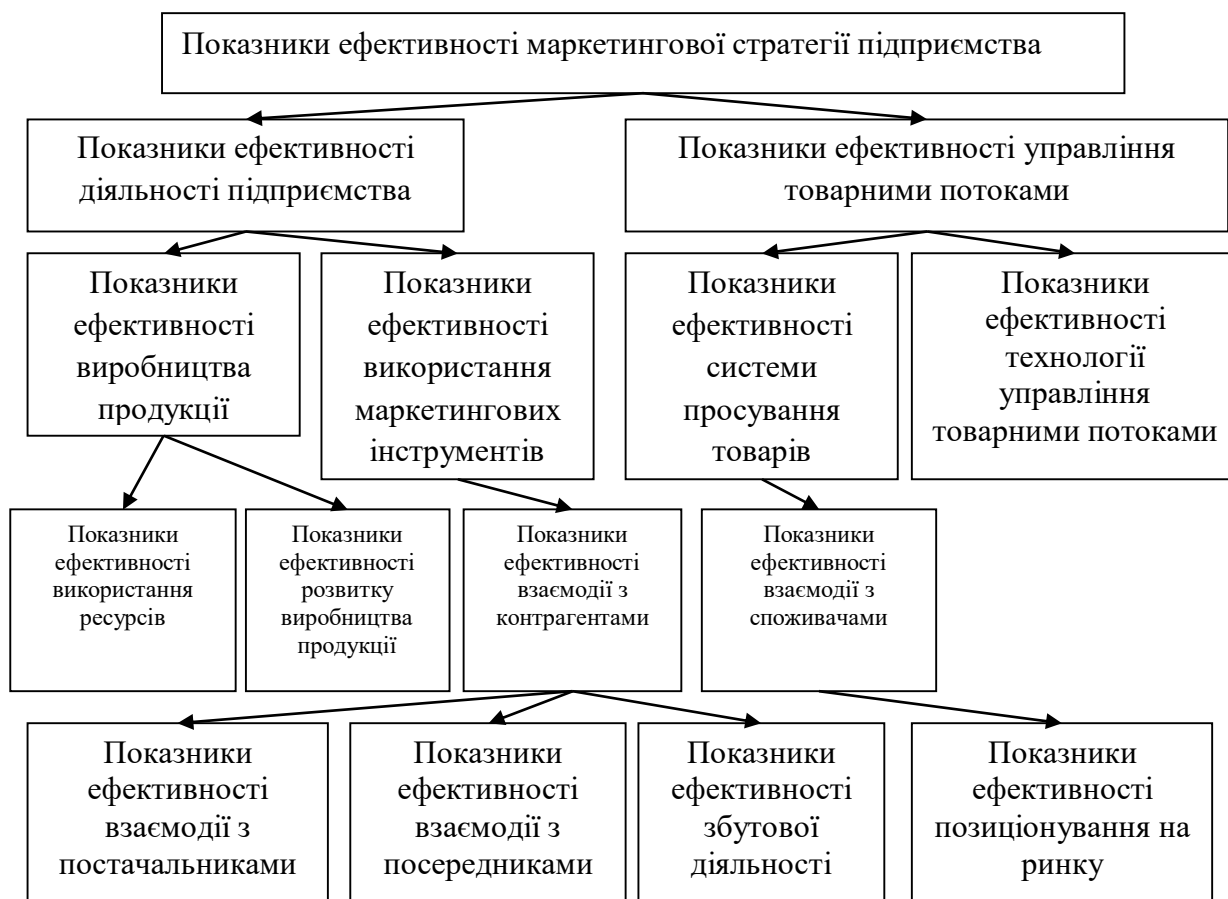 Показники ефективності маркетингової стратегії підприємства
Показники ефективності
діяльності підприємства
Показники ефективності управління
товарними потоками
Показники
ефективності
виробництва
продукції
Показники
ефективності
використання
маркетингових
інструментів
Показники
ефективності
системи
просування
товарів
Показники
ефективності
технології
управління
товарними потоками
Показники
ефективності
використання
ресурсів
Показники
ефективності
розвитку
виробництва
продукції
Показники
ефективності
взаємодії з
контрагентами
Показники
ефективності
взаємодії з
споживачами
Показники
ефективності
взаємодії з
постачальниками
Показники
ефективності
взаємодії з
посередниками
Показники
ефективності
збутової
діяльності
Показники
ефективності
позиціонування на
ринку